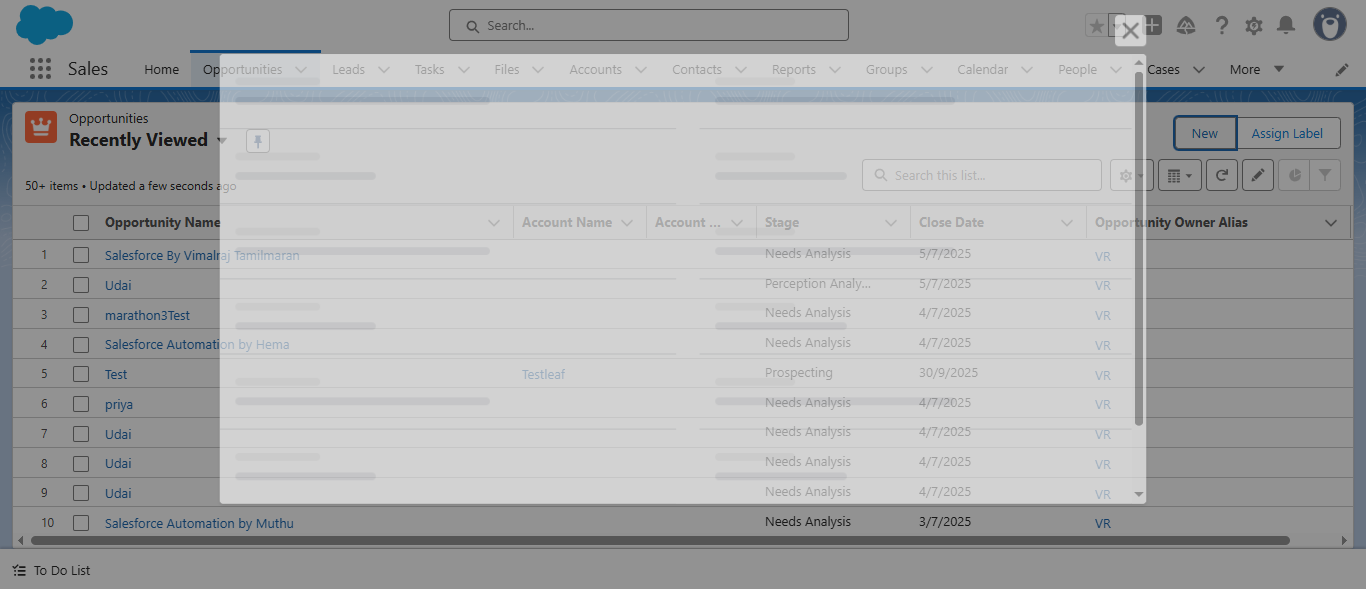 Search...
Sales
Home
Opportunities
Leads
Tasks
Files
Accounts
Contacts
Reports
Groups
Calendar
People
Cases
More
Opportunities
Recently Viewed
New
Assign Label
50+ items • Updated a few seconds ago
Search this list...
Opportunity Name Account Name Account ... Stage Close Date Opportunity Owner Alias
1 Salesforce By Vimalraj Tamilmaran Needs Analysis 5/7/2025 VR
2 Udai Perception Analy... 5/7/2025 VR
3 marathon3Test Needs Analysis 4/7/2025 VR
4 Salesforce Automation by Hema Needs Analysis 4/7/2025 VR
5 Test Testleaf Prospecting 30/9/2025 VR
6 priya Needs Analysis 4/7/2025 VR
7 Udai Needs Analysis 4/7/2025 VR
8 Udai Needs Analysis 4/7/2025 VR
9 Udai Needs Analysis 4/7/2025 VR
10 Salesforce Automation by Muthu Needs Analysis 3/7/2025 VR
To Do List